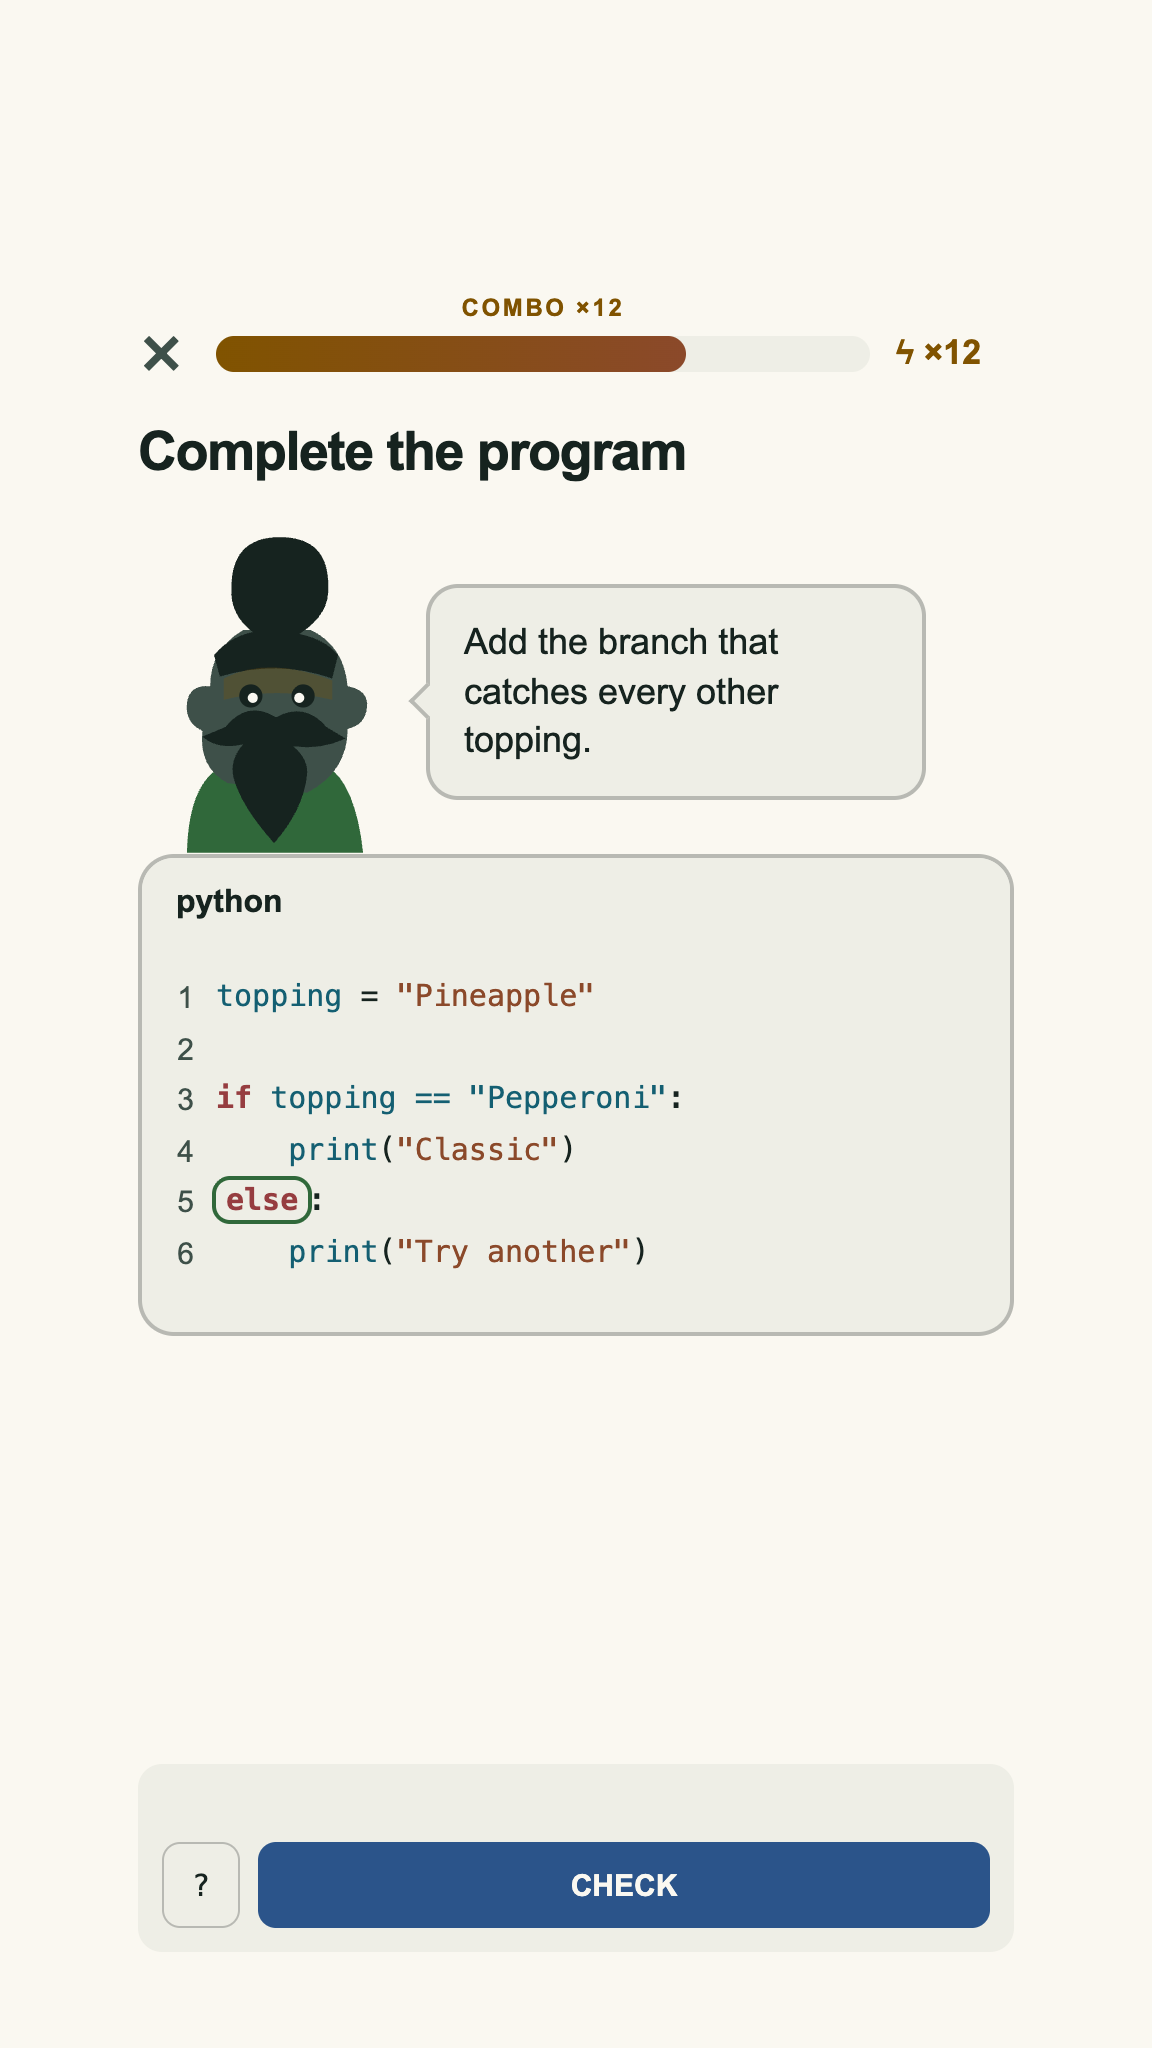 COMBO ×12
✕ ϟ ×12
Complete the program
Add the branch that
catches every other
topping.
python
1 topping = "Pineapple"
2
3 if topping == "Pepperoni":
4     print("Classic")
5 else:
6     print("Try another")
? CHECK